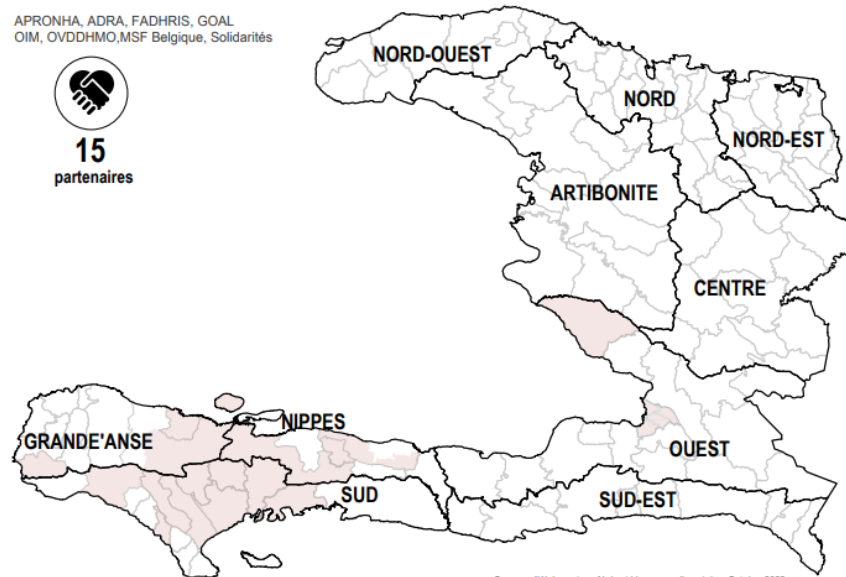 APRONHA, ADRA, FADHRIS, GOAL
OIM, OVDDHMO,MSF Belgique, Solidarités
15
partenaires
NORD-OUEST
NORD
NORD-EST
ARTIBONITE
CENTRE
NIPPES
GRANDE'ANSE
OUEST
SUD
SUD-EST